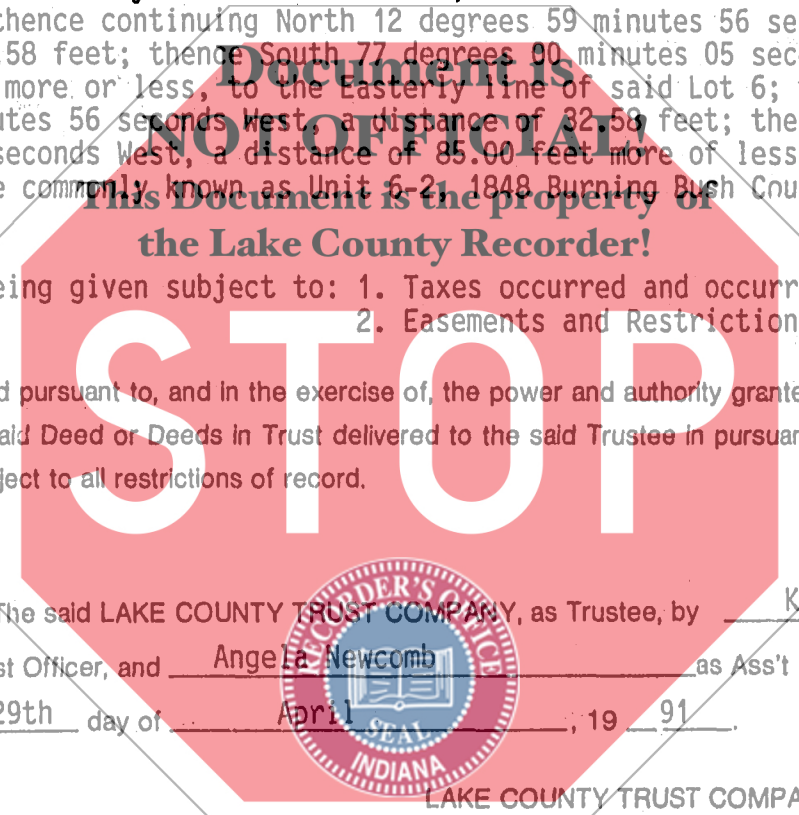 thence continuing North 12 degrees 59 minutes 56 se
.58 feet; thence South 77 degrees 00 minutes 05 sec
more or less, to the Easterly line of said Lot 6;
utes 56 seconds West, a distance of 32.58 feet; the
seconds West, a distance of 85.00 feet more of less
e commonly known as Unit 6-2, 1848 Burning Bush Cou
Document is
NOT OFFICIAL!
This Document is the property of
the Lake County Recorder!
eing given subject to: 1. Taxes occurred and occurr
2. Easements and Restriction
STOP
d pursuant to, and in the exercise of, the power and authority grante
aid Deed or Deeds in Trust delivered to the said Trustee in pursuan
ject to all restrictions of record.
The said LAKE COUNTY TRUST COMPANY, as Trustee, by K
st Officer, and Angela Newcomb as Ass't
29th day of April, 19 91.
RECORDER'S OFFICE
SEAL
INDIANA
LAKE COUNTY TRUST COMPA